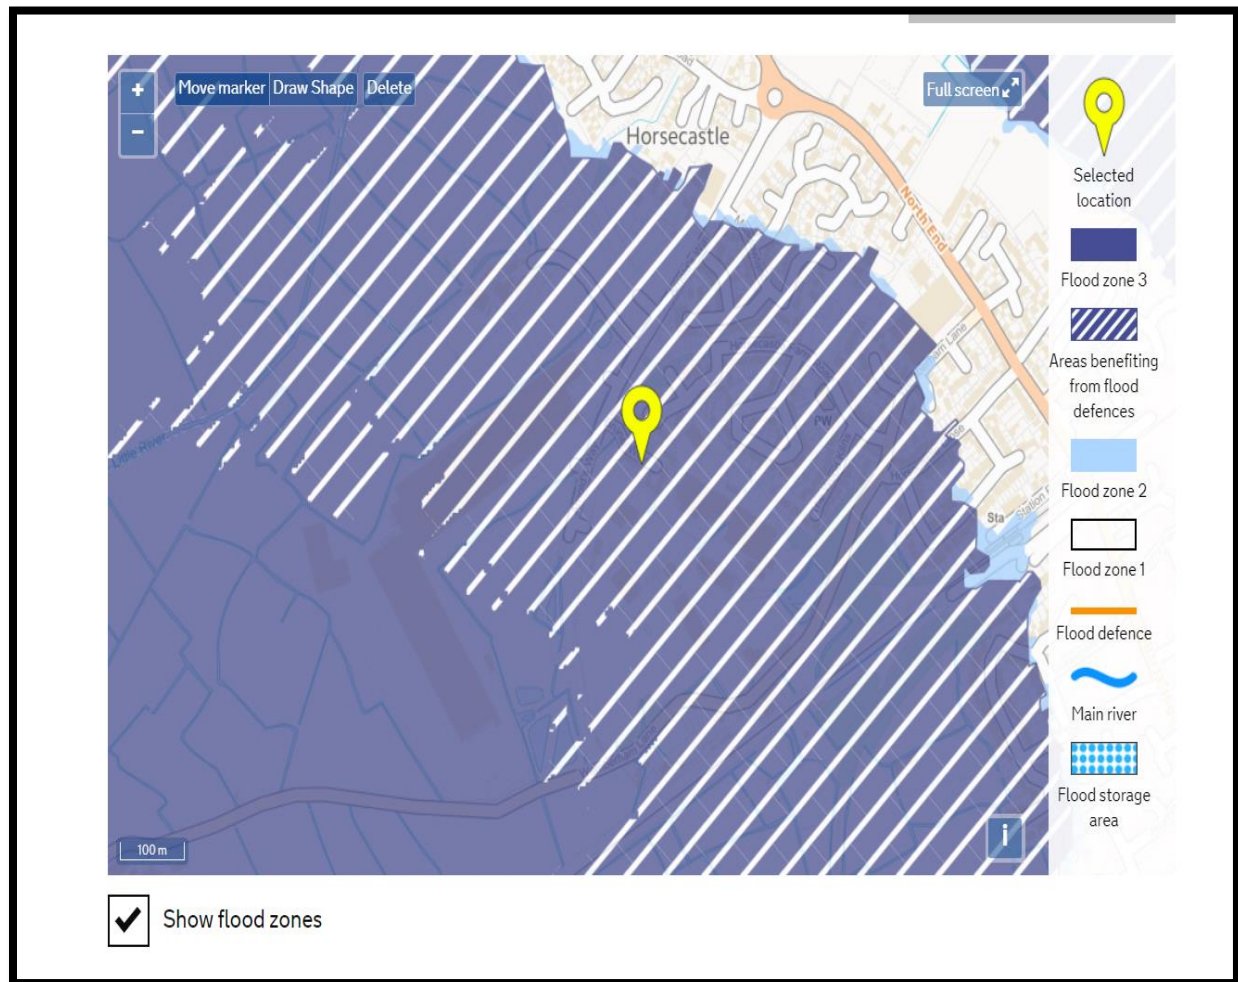 +
−
Move marker
Draw Shape
Delete
Full screen
Horsecastle
North End
PW
Sta
Station
100 m
i
Selected
location
Flood zone 3
Areas benefiting
from flood
defences
Flood zone 2
Flood zone 1
Flood defence
Main river
Flood storage
area
Show flood zones